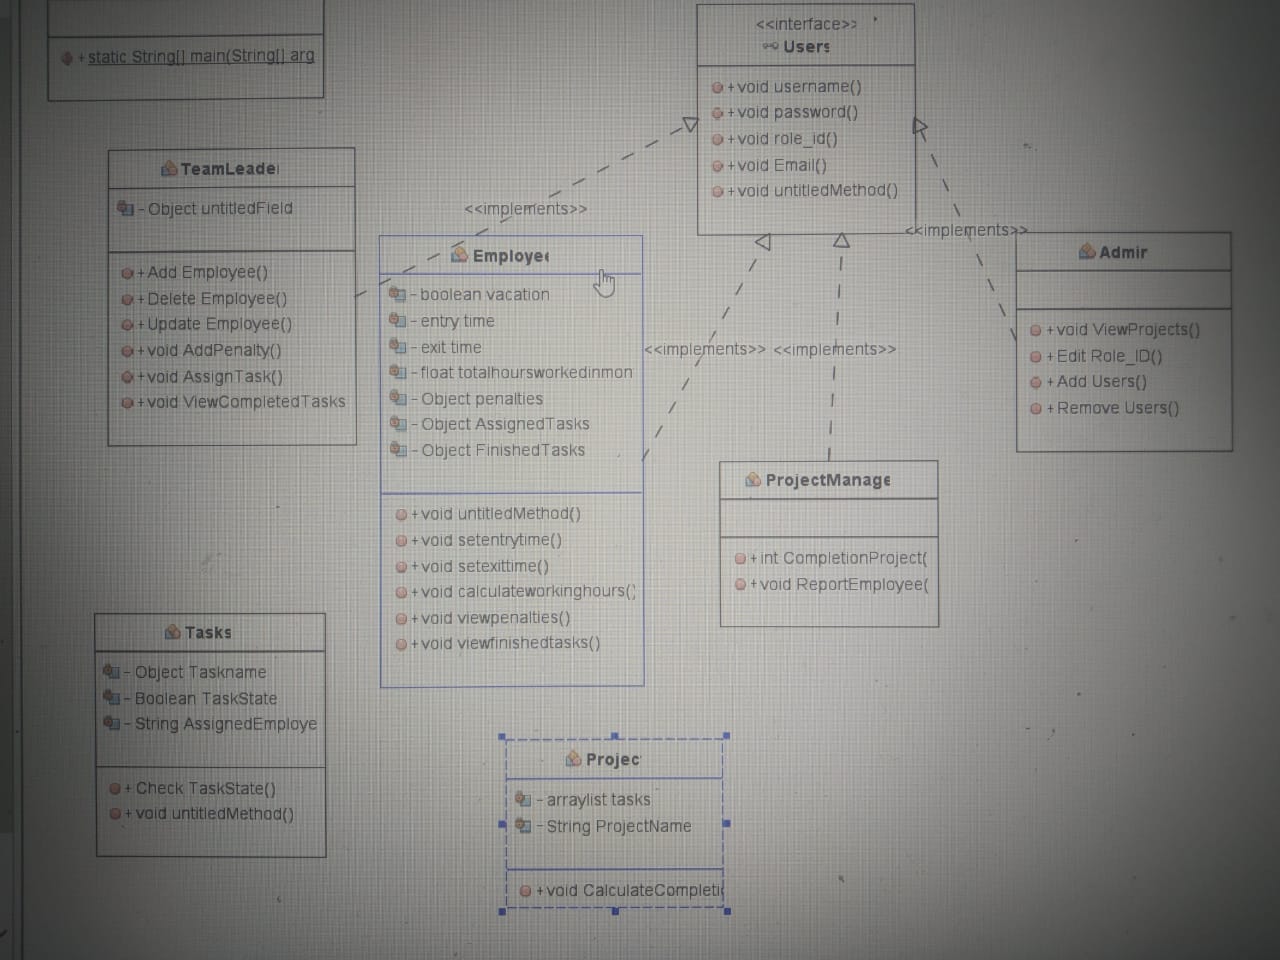 + static String[] main(String[] arg
<<interface>>
Users
+ void username()
+ void password()
+ void role_id()
+ void Email()
+ void untitledMethod()
TeamLeade
- Object untitledField
+ Add Employee()
+ Delete Employee()
+ Update Employee()
+ void AddPenalty()
+ void AssignTask()
+ void ViewCompletedTasks
<<implements>>
Employe
- boolean vacation
- entry time
- exit time
- float totalhoursworkedinmon
- Object penalties
- Object AssignedTasks
- Object FinishedTasks
+ void untitledMethod()
+ void setentrytime()
+ void setexittime()
+ void calculateworkinghours()
+ void viewpenalties()
+ void viewfinishedtasks()
<<implements>>
<<implements>>
<<implements>>
Admir
+ void ViewProjects()
+ Edit Role_ID()
+ Add Users()
+ Remove Users()
ProjectManage
+ int CompletionProject(
+ void ReportEmployee(
Tasks
- Object Taskname
- Boolean TaskState
- String AssignedEmploye
+ Check TaskState()
+ void untitledMethod()
Projec
- arraylist tasks
- String ProjectName
+ void CalculateCompleti